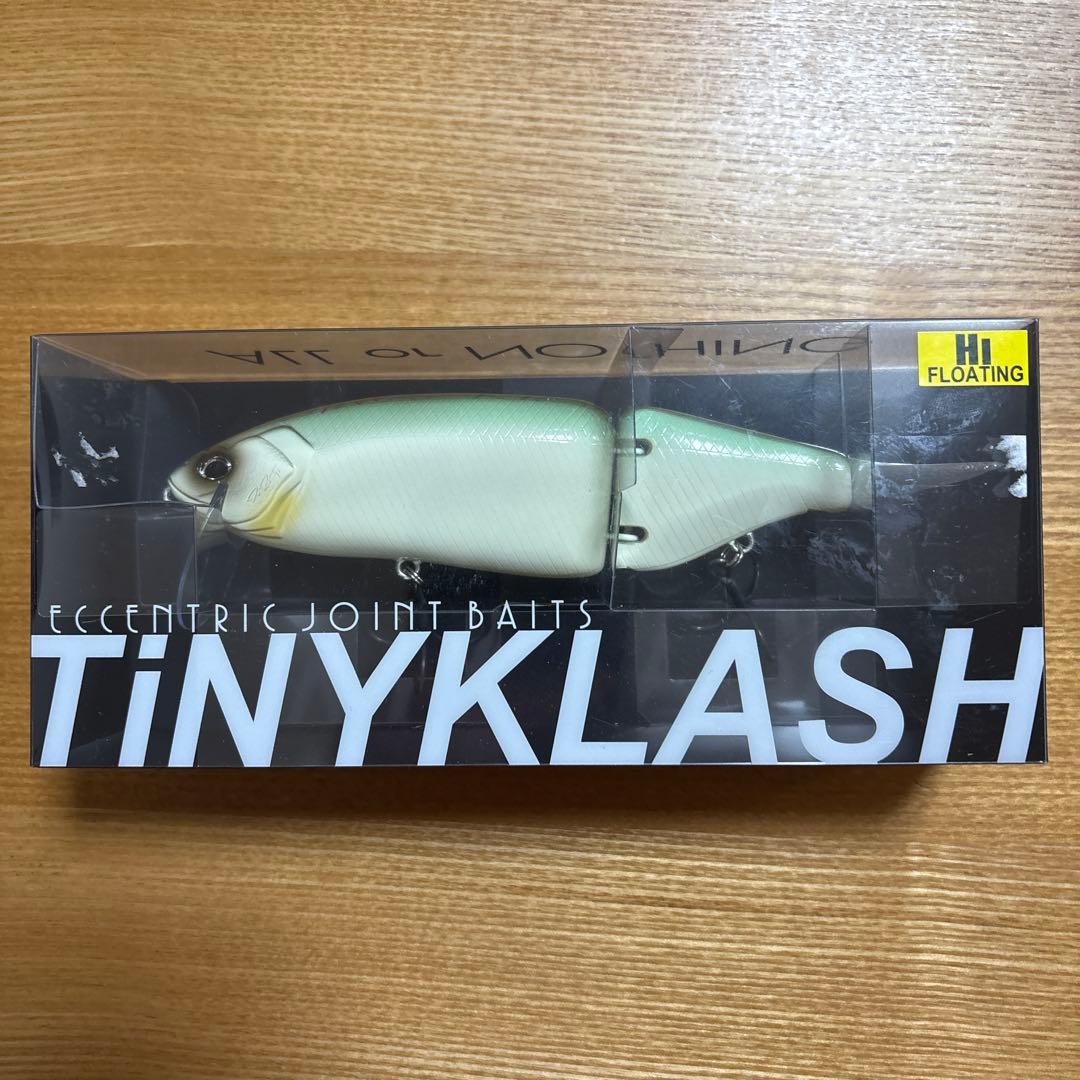 ALL or NOTHING
Hi
FLOATING
ECCENTRIC JOINT BAITS
TiNYKLASH